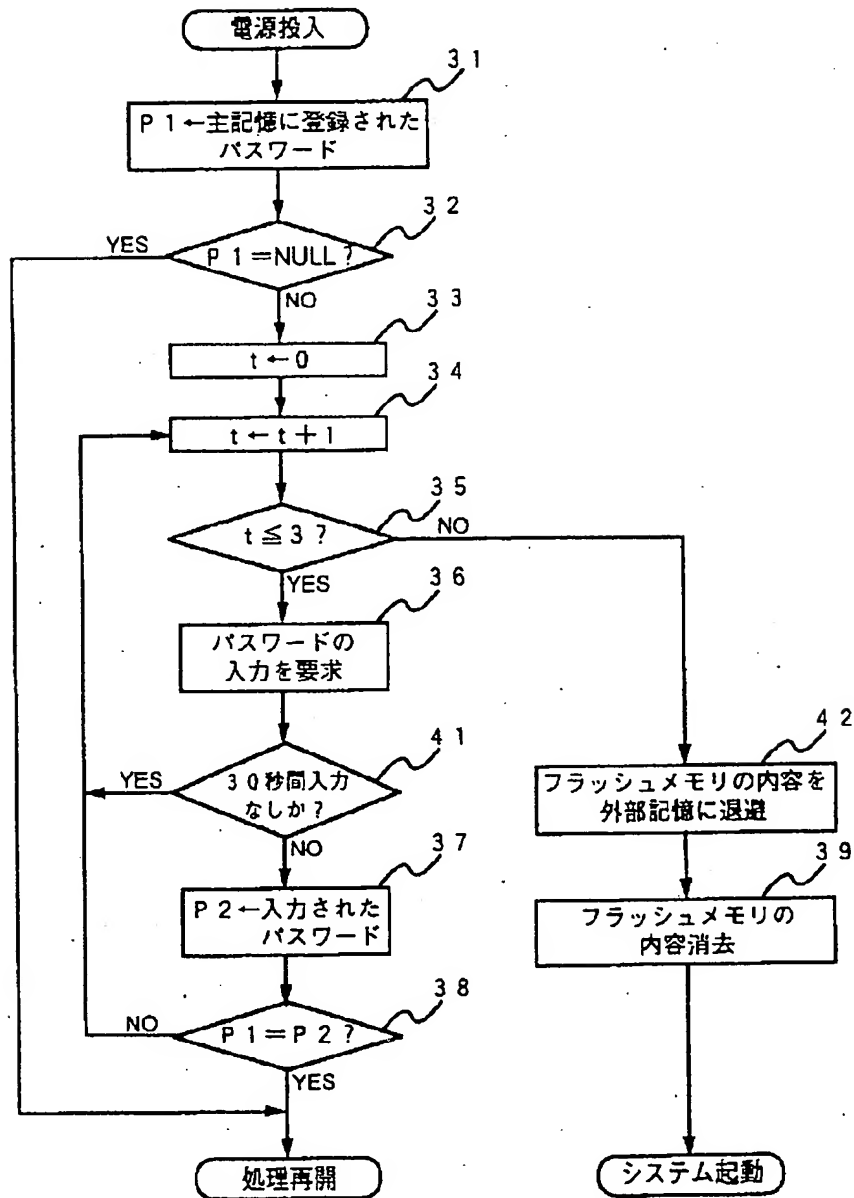 電源投入
31
P1←主記憶に登録された
パスワード
32
YES
P1=NULL?
NO
33
t←0
34
t←t+1
35
t≦3?
NO
YES
36
パスワードの
入力を要求
41
YES
30秒間入力
なしか?
NO
42
フラッシュメモリの内容を
外部記憶に退避
37
P2←入力された
パスワード
39
フラッシュメモリの
内容消去
38
NO
P1=P2?
YES
処理再開
システム起動